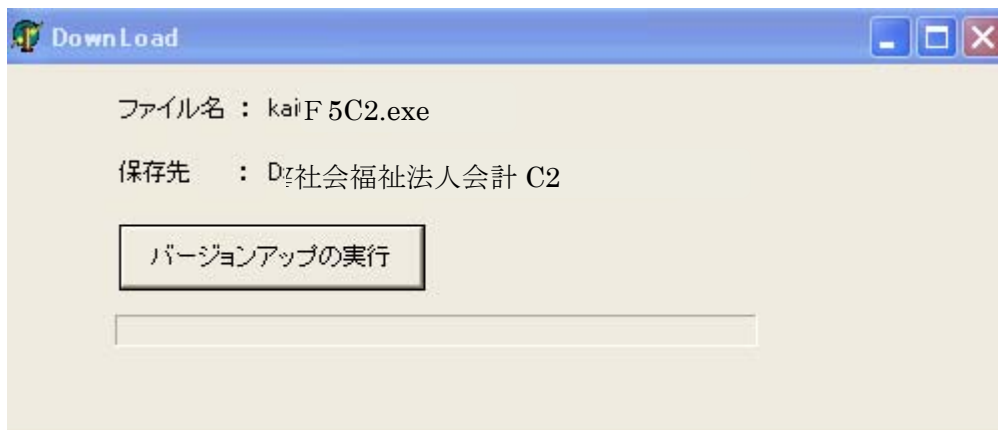 DownLoad
ファイル名 : kaiF 5C2.exe
保存先 : D社会福祉法人会計 C2
バージョンアップの実行